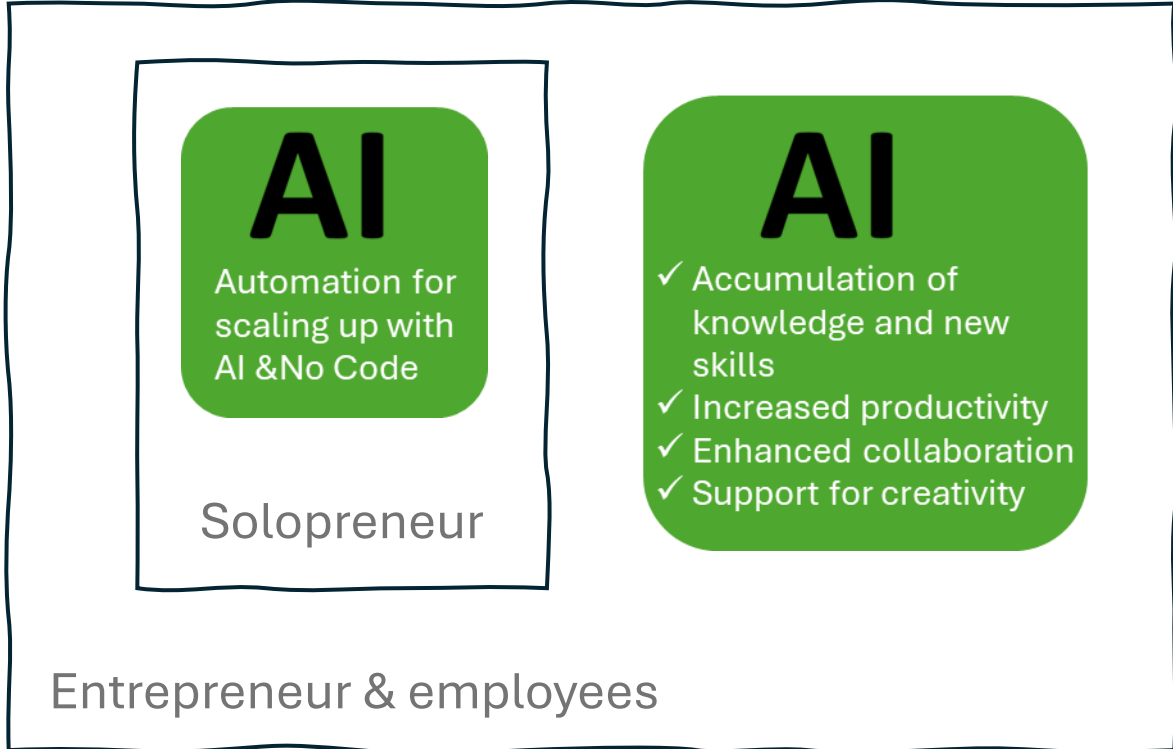 AI
Automation for
scaling up with
AI &No Code
Solopreneur
AI
✓ Accumulation of
knowledge and new
skills
✓ Increased productivity
✓ Enhanced collaboration
✓ Support for creativity
Entrepreneur & employees